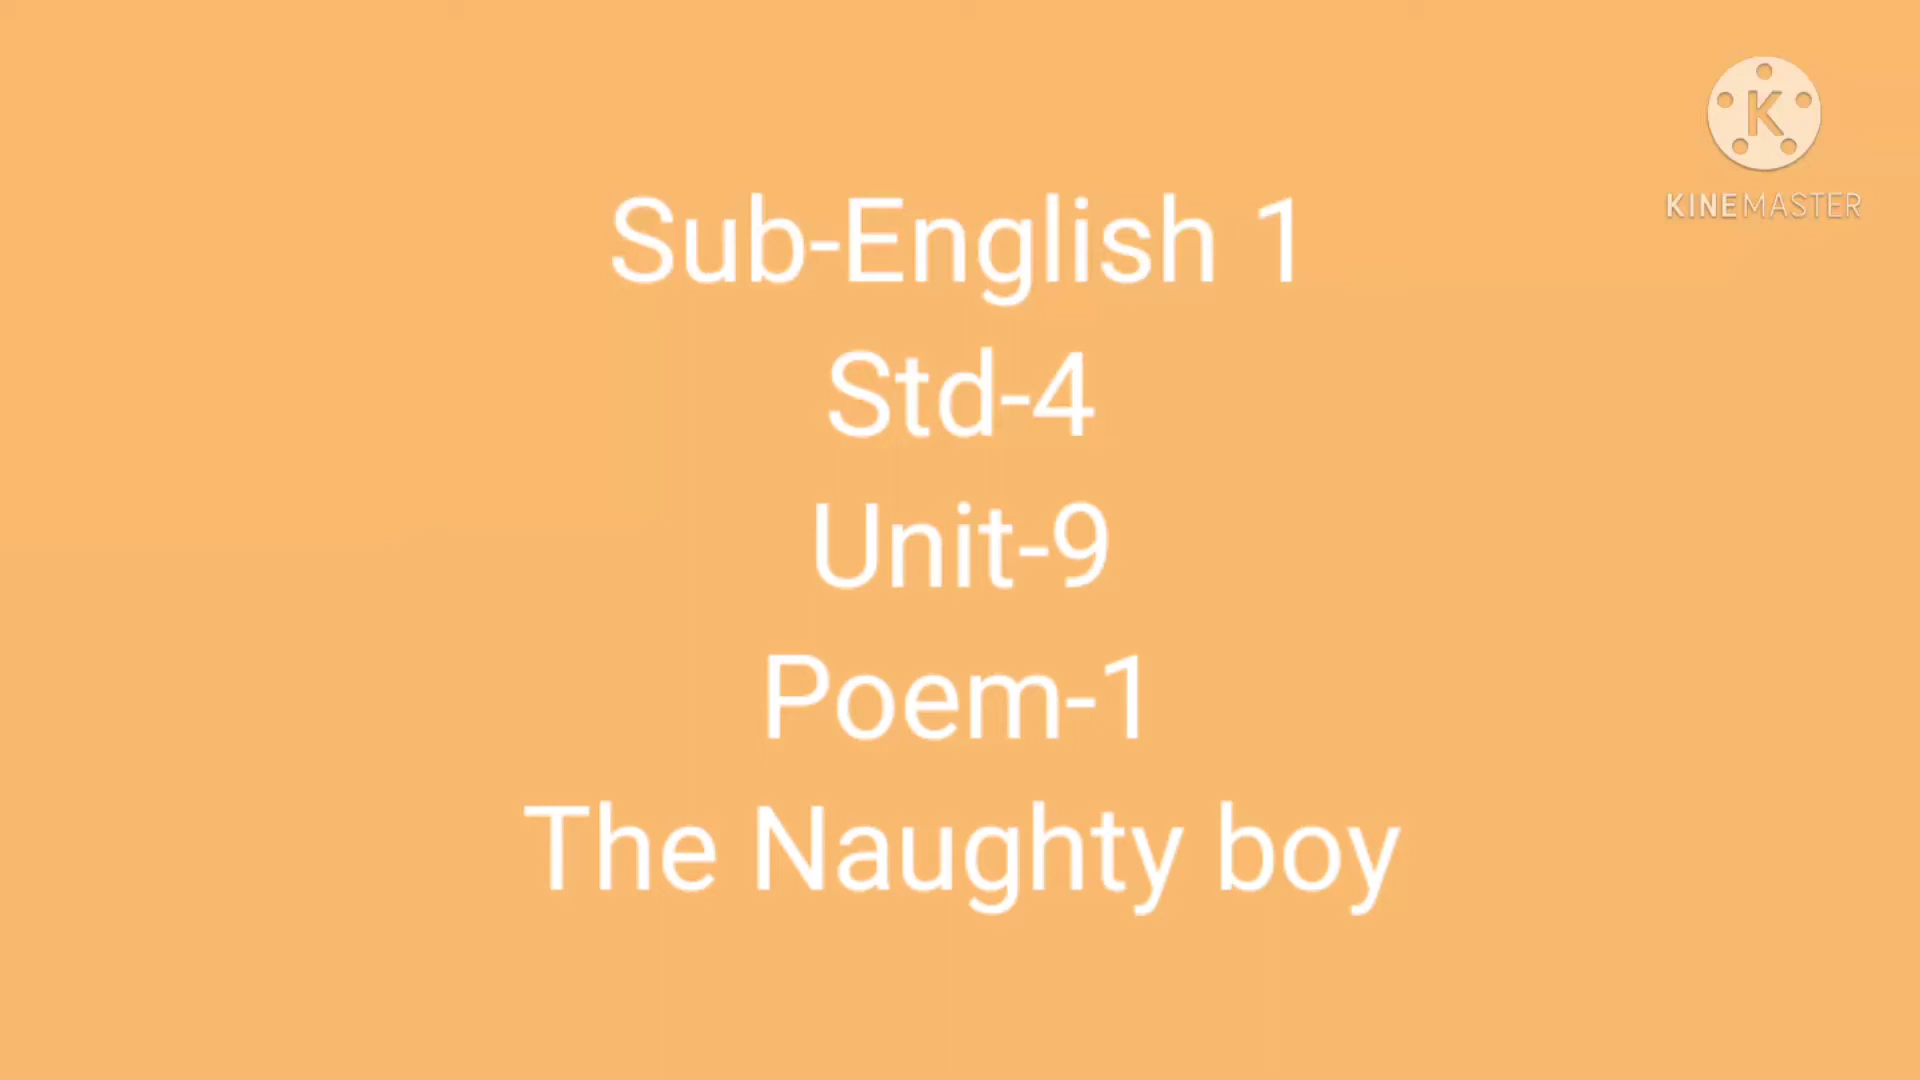 K
KINEMASTER
Sub-English 1
Std-4
Unit-9
Poem-1
The Naughty boy